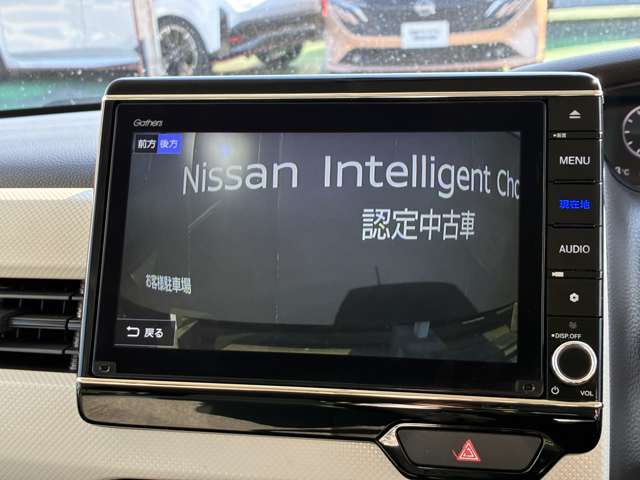 Gathers
前方 後方
Nissan Intelligent Cho
認定中古車
お客様駐車場
戻る
MENU
現在地
AUDIO
DISP.OFF
VOL